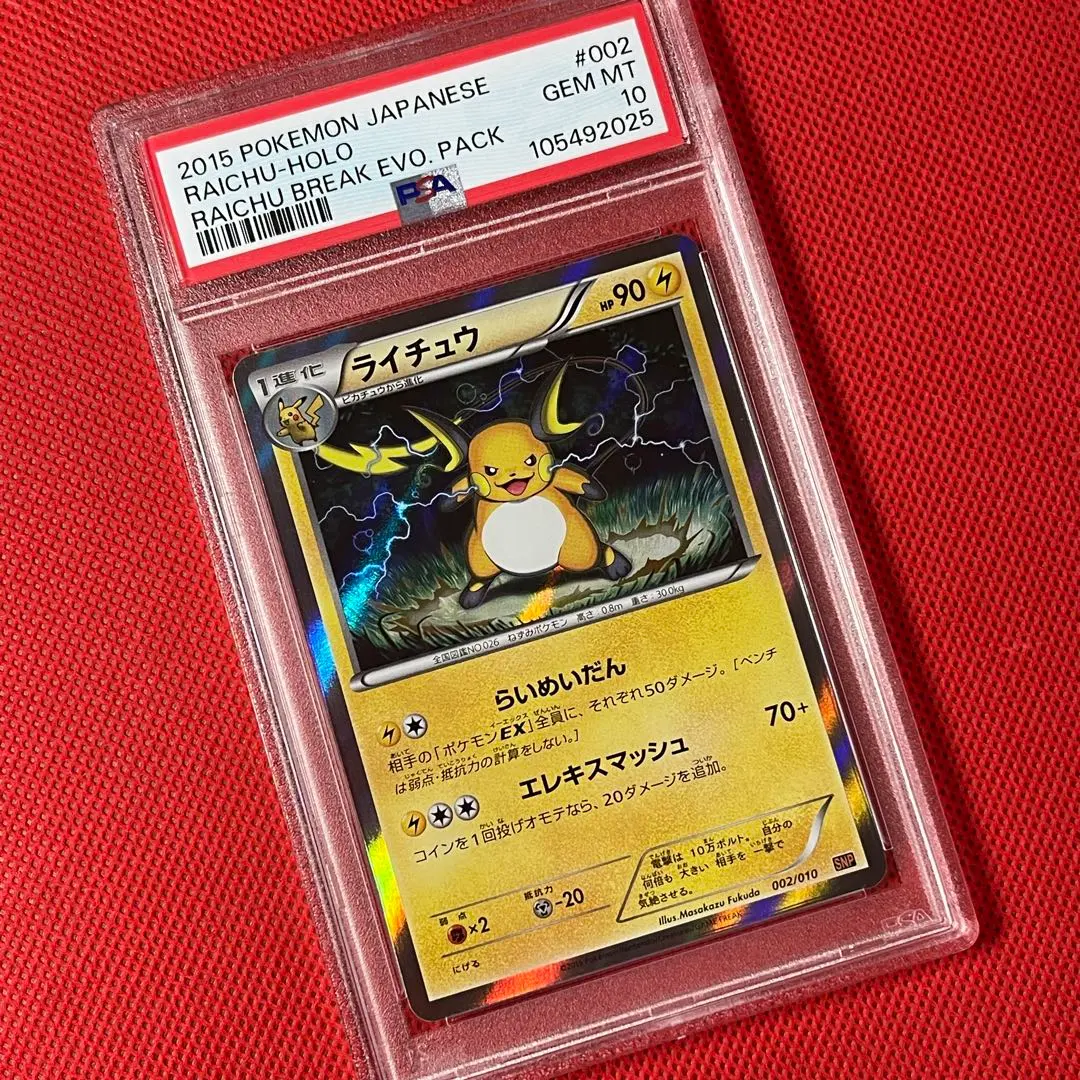 2015 POKEMON JAPANESE #002
RAICHU-HOLO GEM MT
RAICHU BREAK EVO. PACK 10
105492025
PSA
1進化 ライチュウ HP90
ピカチュウから進化
全国図鑑NO.026 ねずみポケモン 高さ:0.8m 重さ:30.0kg
らいめいだん
相手の「ポケモンEX」全員に、それぞれ50ダメージ。[ベンチ
は弱点・抵抗力の計算をしない。]
エレキスマッシュ 70+
コインを1回投げオモテなら、20ダメージを追加。
弱点 ×2 抵抗力 -20
にげる
電撃は 10万ボルト。自分の
何倍も 大きい 相手を 一撃で
気絶させる。
Illus.Masakazu Fukuda 002/010 SNP